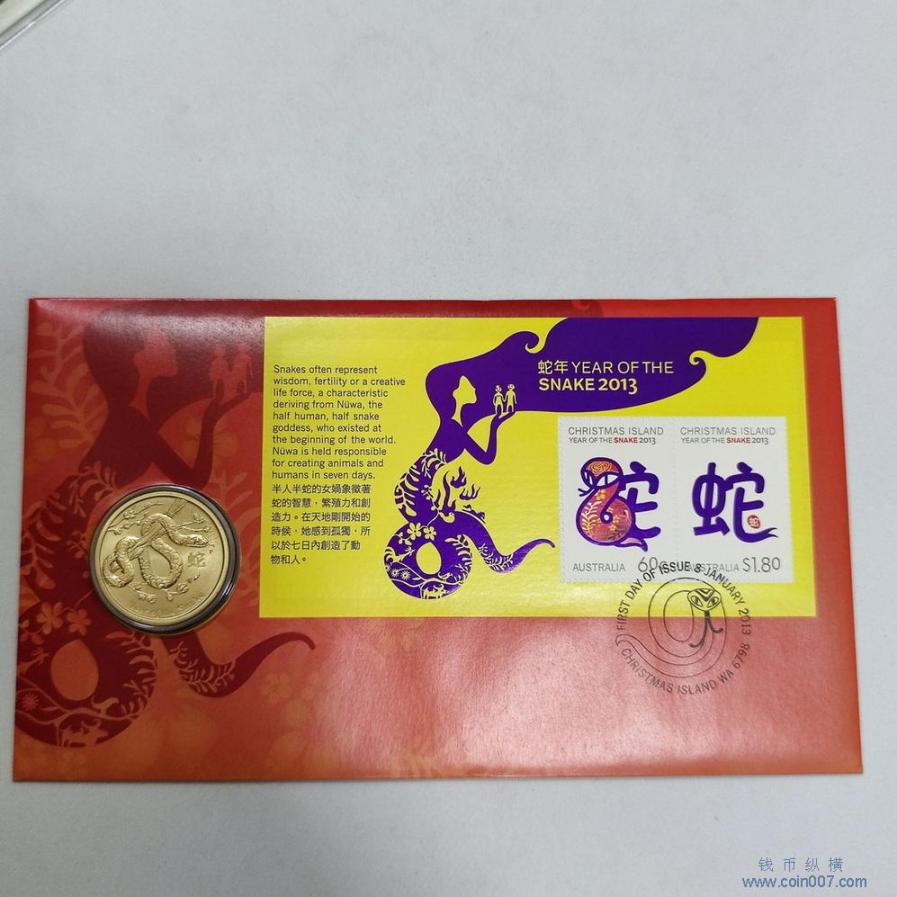 Snakes often represent
wisdom, fertility or a creative
life force, a characteristic
deriving from Nüwa, the
half human, half snake
goddess, who existed at
the beginning of the world.
Nüwa is held responsible
for creating animals and
humans in seven days.
半人半蛇的女媧象徵著
蛇的智慧，繁殖力和創
造力。在天地剛開始的
時候，她感到孤獨，所
以於七日內創造了動
物和人。
蛇年 YEAR OF THE
SNAKE 2013
CHRISTMAS ISLAND
YEAR OF THE SNAKE 2013
蛇
AUSTRALIA 60c
CHRISTMAS ISLAND
YEAR OF THE SNAKE 2013
蛇
蛇
AUSTRALIA $1.80
FIRST DAY OF ISSUE 8 JANUARY 2013
CHRISTMAS ISLAND WA 6798
蛇
钱币纵横
www.coin007.com